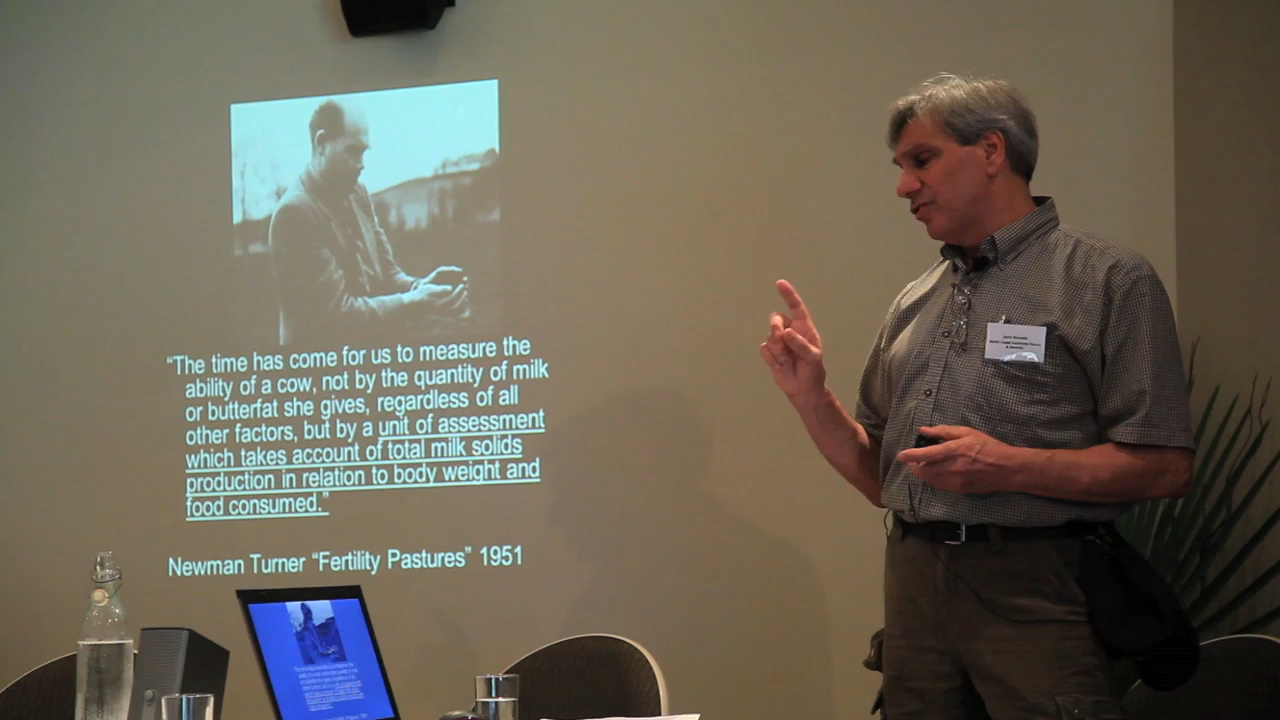 “The time has come for us to measure the
ability of a cow, not by the quantity of milk
or butterfat she gives, regardless of all
other factors, but by a unit of assessment
which takes account of total milk solids
production in relation to body weight and
food consumed.”
Newman Turner “Fertility Pastures” 1951